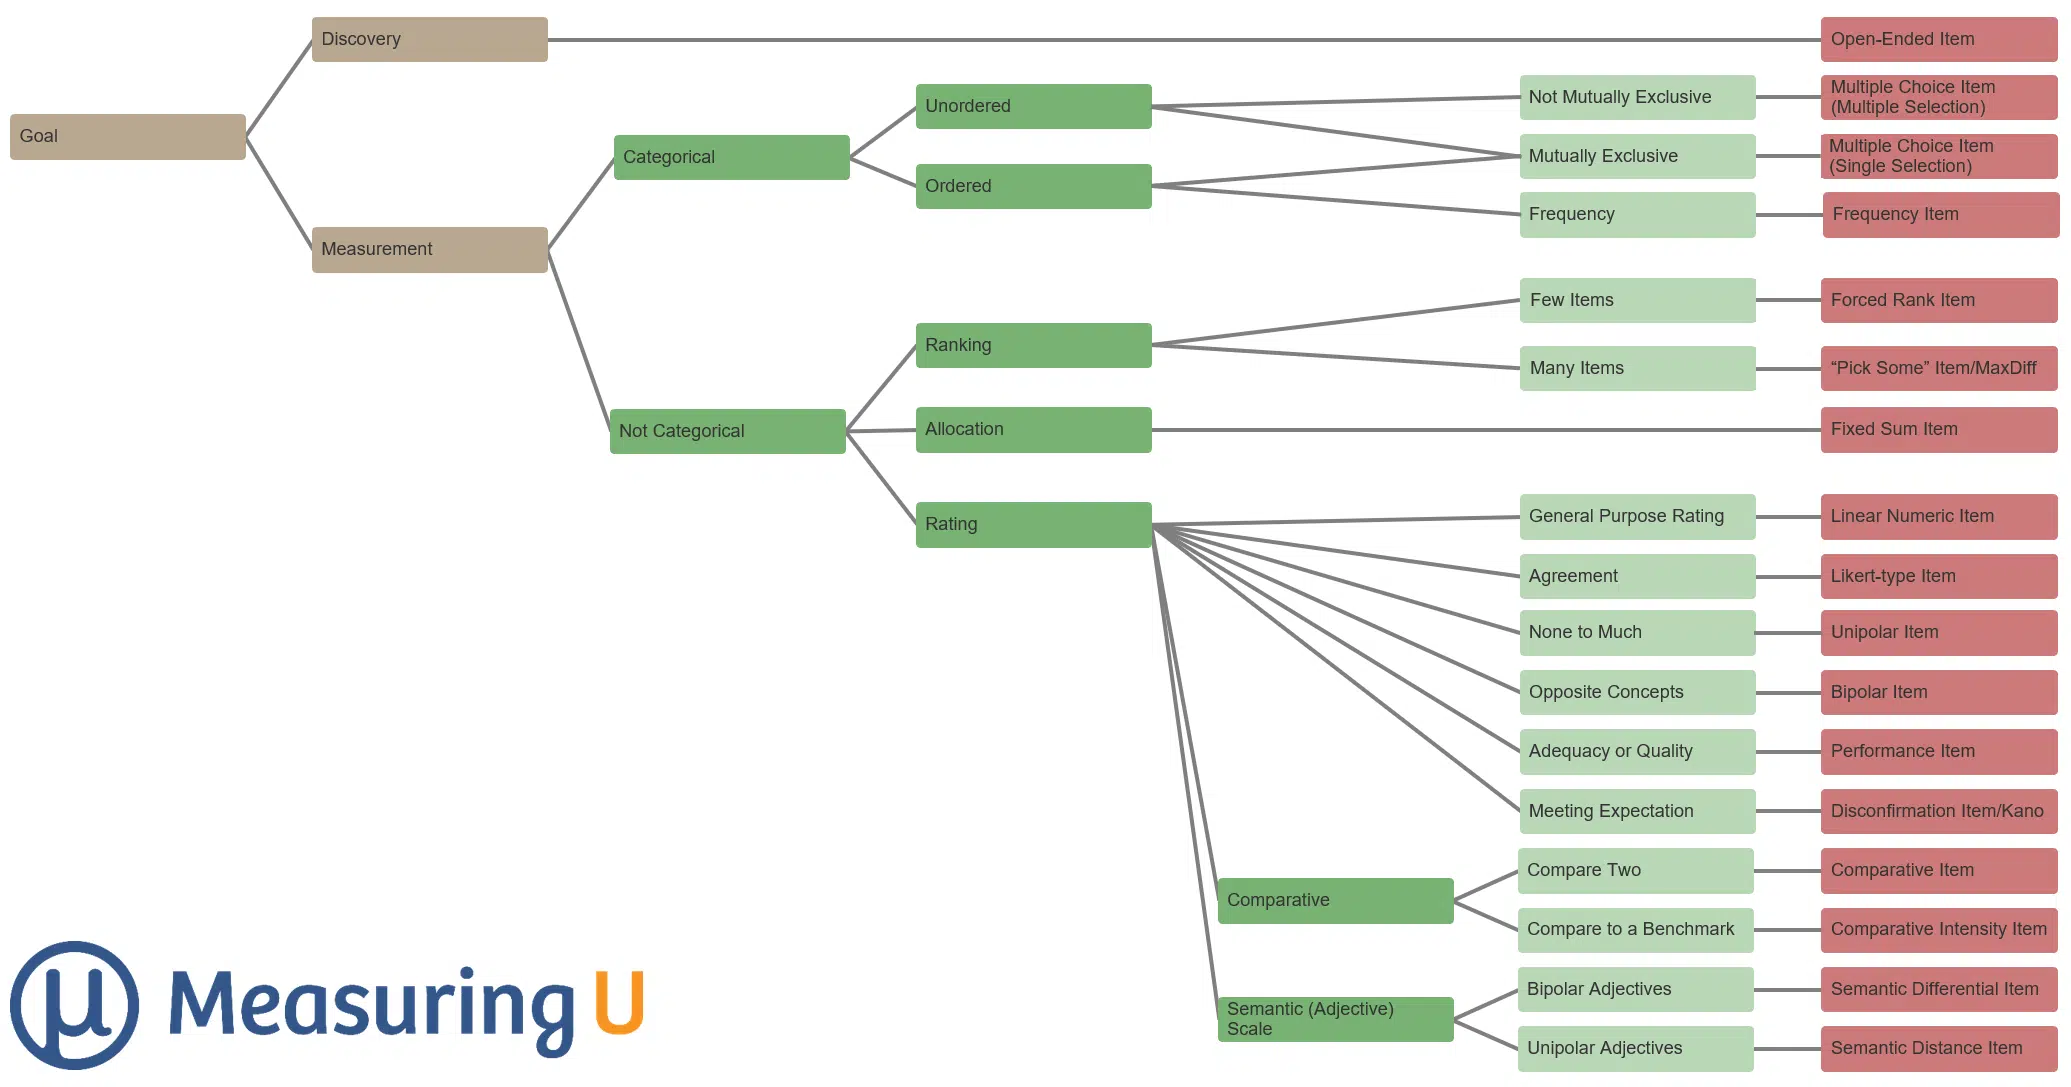 Goal
Discovery
Measurement
Categorical
Not Categorical
Unordered
Ordered
Ranking
Allocation
Rating
Comparative
Semantic (Adjective)
Scale
Not Mutually Exclusive
Mutually Exclusive
Frequency
Few Items
Many Items
General Purpose Rating
Agreement
None to Much
Opposite Concepts
Adequacy or Quality
Meeting Expectation
Compare Two
Compare to a Benchmark
Bipolar Adjectives
Unipolar Adjectives
Open-Ended Item
Multiple Choice Item
(Multiple Selection)
Multiple Choice Item
(Single Selection)
Frequency Item
Forced Rank Item
“Pick Some” Item/MaxDiff
Fixed Sum Item
Linear Numeric Item
Likert-type Item
Unipolar Item
Bipolar Item
Performance Item
Disconfirmation Item/Kano
Comparative Item
Comparative Intensity Item
Semantic Differential Item
Semantic Distance Item
μ MeasuringU